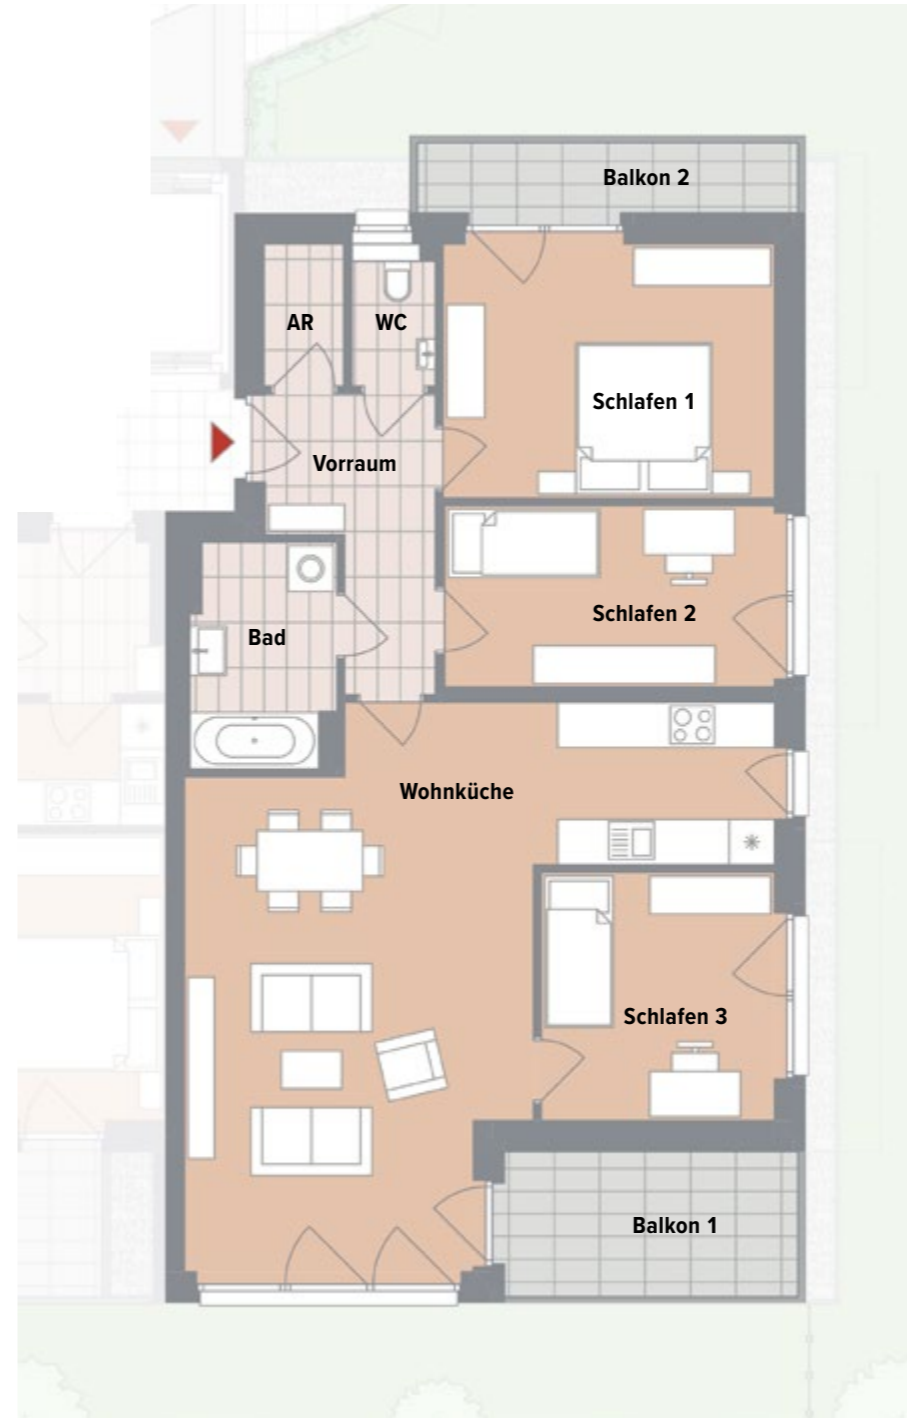 Balkon 2
AR
WC
Schlafen 1
Vorraum
Schlafen 2
Bad
Wohnküche
Schlafen 3
Balkon 1